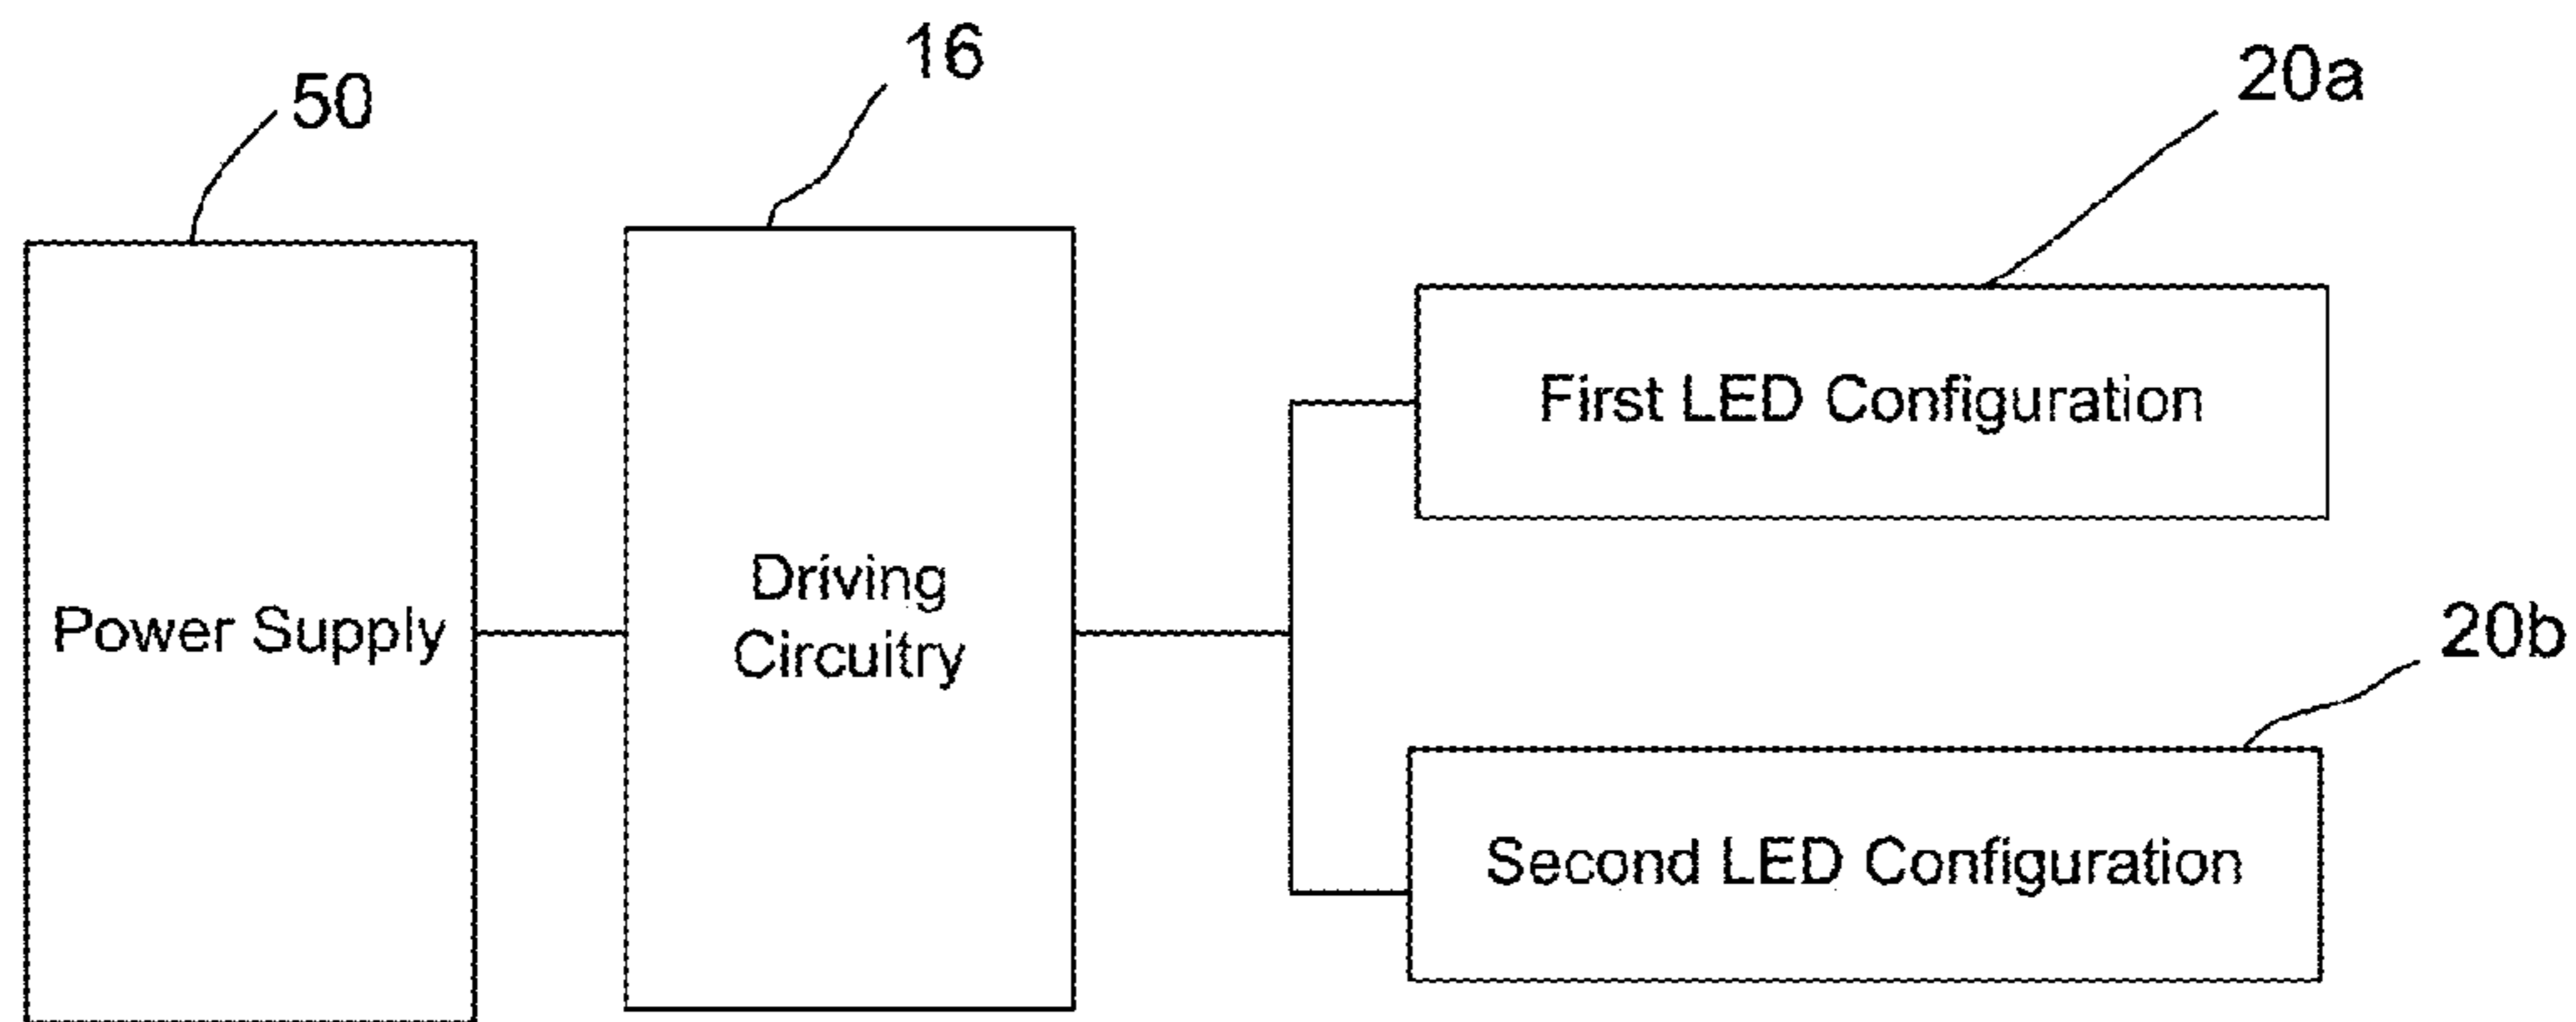 50
16
20a
First LED Configuration
Driving
Circuitry
Power Supply
20b
Second LED Configuration